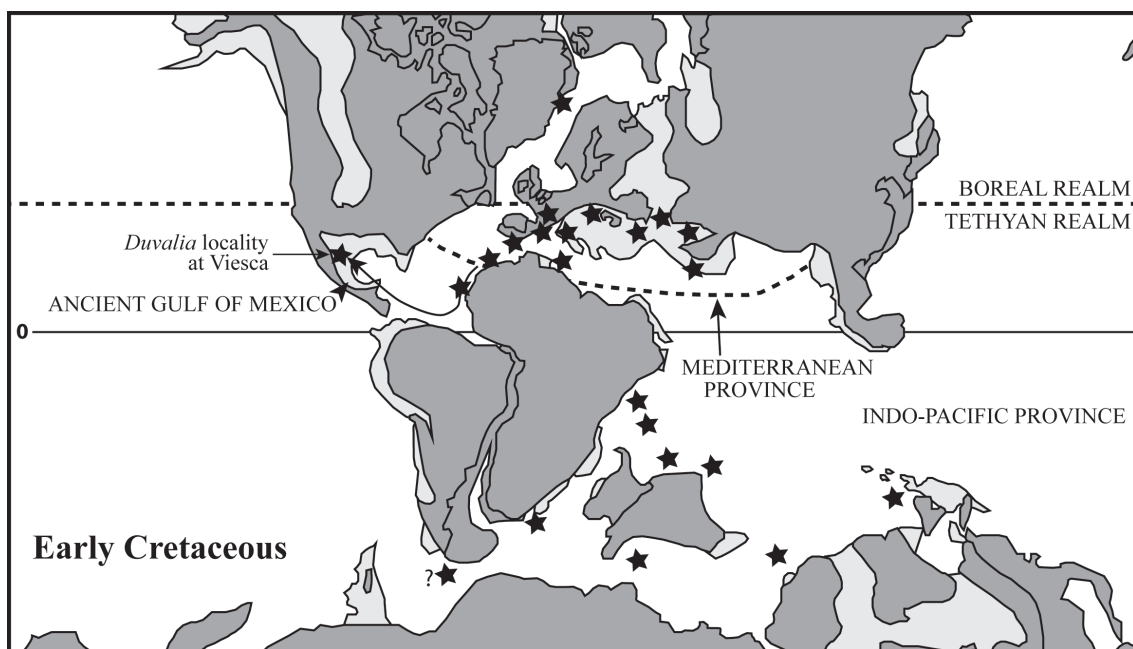 BOREAL REALM
TETHYAN REALM
Duvalia locality
at Viesca
ANCIENT GULF OF MEXICO
0
MEDITERRANEAN
PROVINCE
INDO-PACIFIC PROVINCE
Early Cretaceous
?